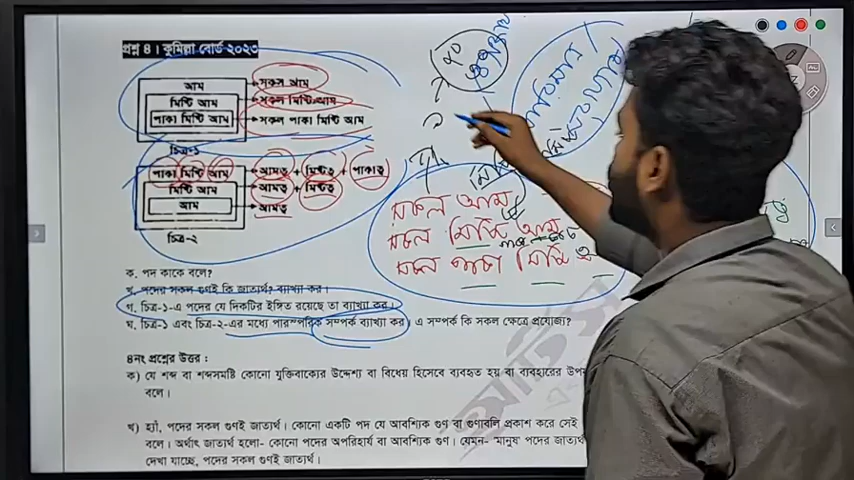 প্রশ্ন ৪। কুমিল্লা বোর্ড ২০২৩
আম
মিষ্টি আম
পাকা মিষ্টি আম
সকল আম
সকল মিষ্টি আম
সকল পাকা মিষ্টি আম
চিত্র-১
পাকা মিষ্টি আম
মিষ্টি আম
আম
আমত্ব + মিষ্টত্ব + পাকাত্ব
আমত্ব + মিষ্টত্ব
আমত্ব
চিত্র-২
সকল আম
সকল মিষ্টি আম
সকল পাকা মিষ্টি
ক. পদ কাকে বলে?
খ. পদের সকল গুণই কি জাত্যর্থ? ব্যাখ্যা কর।
গ. চিত্র-১-এ পদের যে দিকটির ইঙ্গিত রয়েছে তা ব্যাখ্যা কর।
ঘ. চিত্র-১ এবং চিত্র-২-এর মধ্যে পারস্পরিক সম্পর্ক ব্যাখ্যা কর। এ সম্পর্ক কি সকল ক্ষেত্রে প্রযোজ্য?
৪নং প্রশ্নের উত্তর :
ক) যে শব্দ বা শব্দসমষ্টি কোনো যুক্তিবাক্যের উদ্দেশ্য বা বিধেয় হিসেবে ব্যবহৃত হয় বা ব্যবহারের
বলে।
খ) হ্যাঁ, পদের সকল গুণই জাত্যর্থ। কোনো একটি পদ যে আবশ্যিক গুণ বা গুণাবলি প্রকাশ করে সেই
বলে। অর্থাৎ জাত্যর্থ হলো- কোনো পদের অপরিহার্য বা আবশ্যিক গুণ। যেমন- 'মানুষ' পদের জাত্যর্থ
দেখা যাচ্ছে, পদের সকল গুণই জাত্যর্থ।